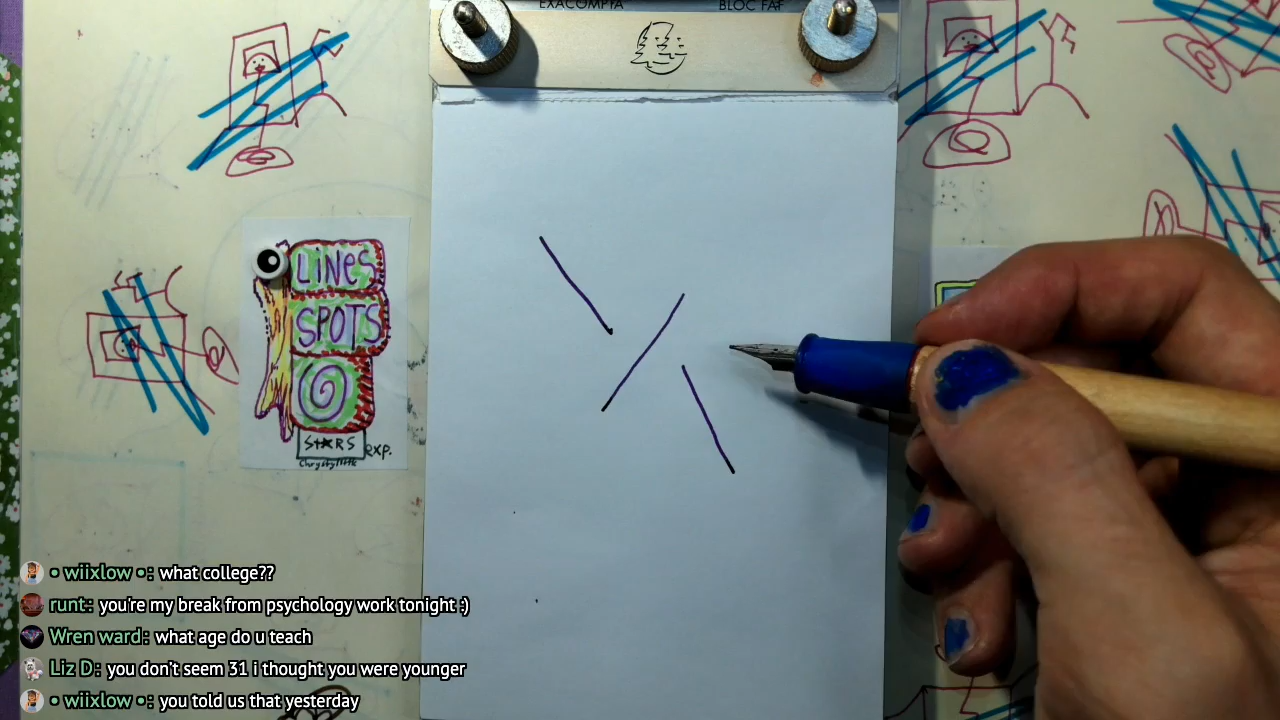 EXACOMPTA BLOC FAF
LINES
SPOTS
STARS exp.
Chrystylittle
• wiixlow •: what college??
runt: you're my break from psychology work tonight :)
Wren ward: what age do u teach
Liz D: you don't seem 31 i thought you were younger
• wiixlow •: you told us that yesterday